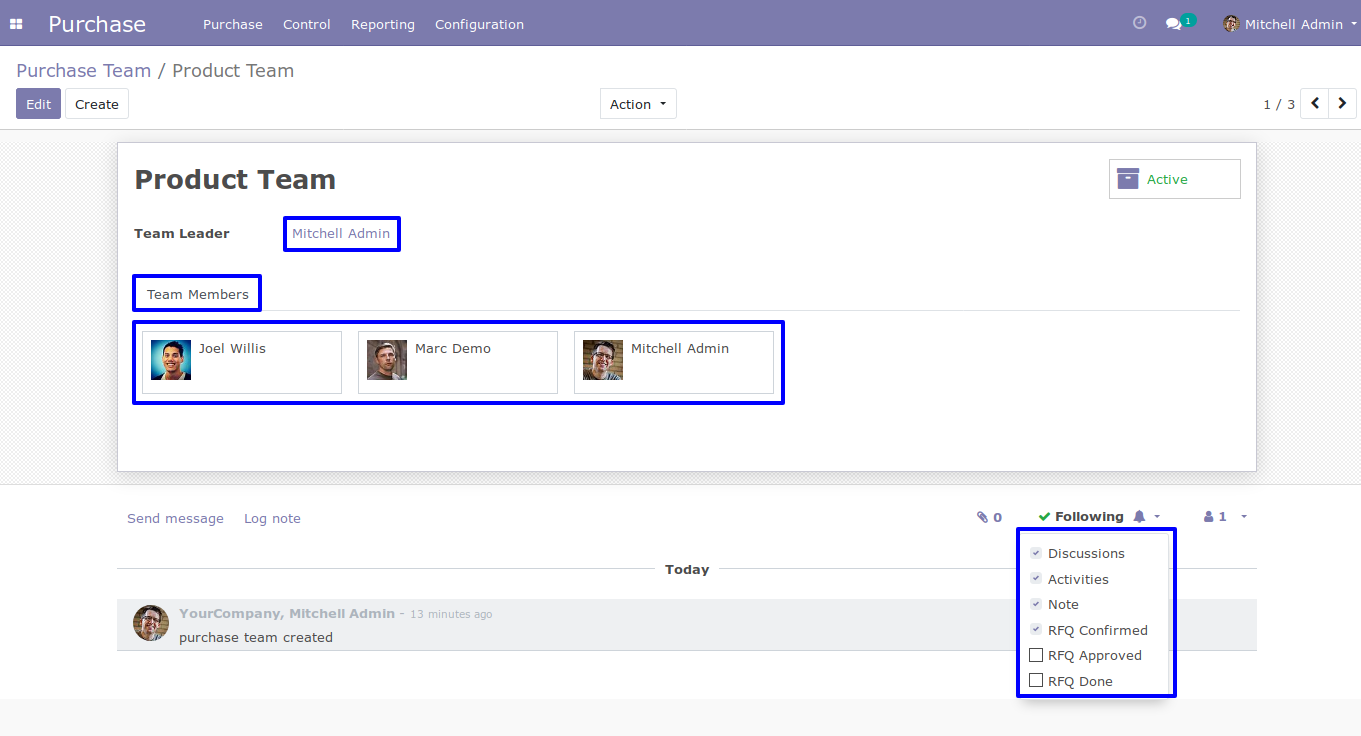 Purchase Purchase Control Reporting Configuration 1 Mitchell Admin
Purchase Team / Product Team
Edit Create Action 1 / 3
Product Team
Active
Team Leader Mitchell Admin
Team Members
Joel Willis Marc Demo Mitchell Admin
Send message Log note 0 Following 1
Discussions
Today
Activities
Note
YourCompany, Mitchell Admin - 13 minutes ago
RFQ Confirmed
purchase team created
RFQ Approved
RFQ Done